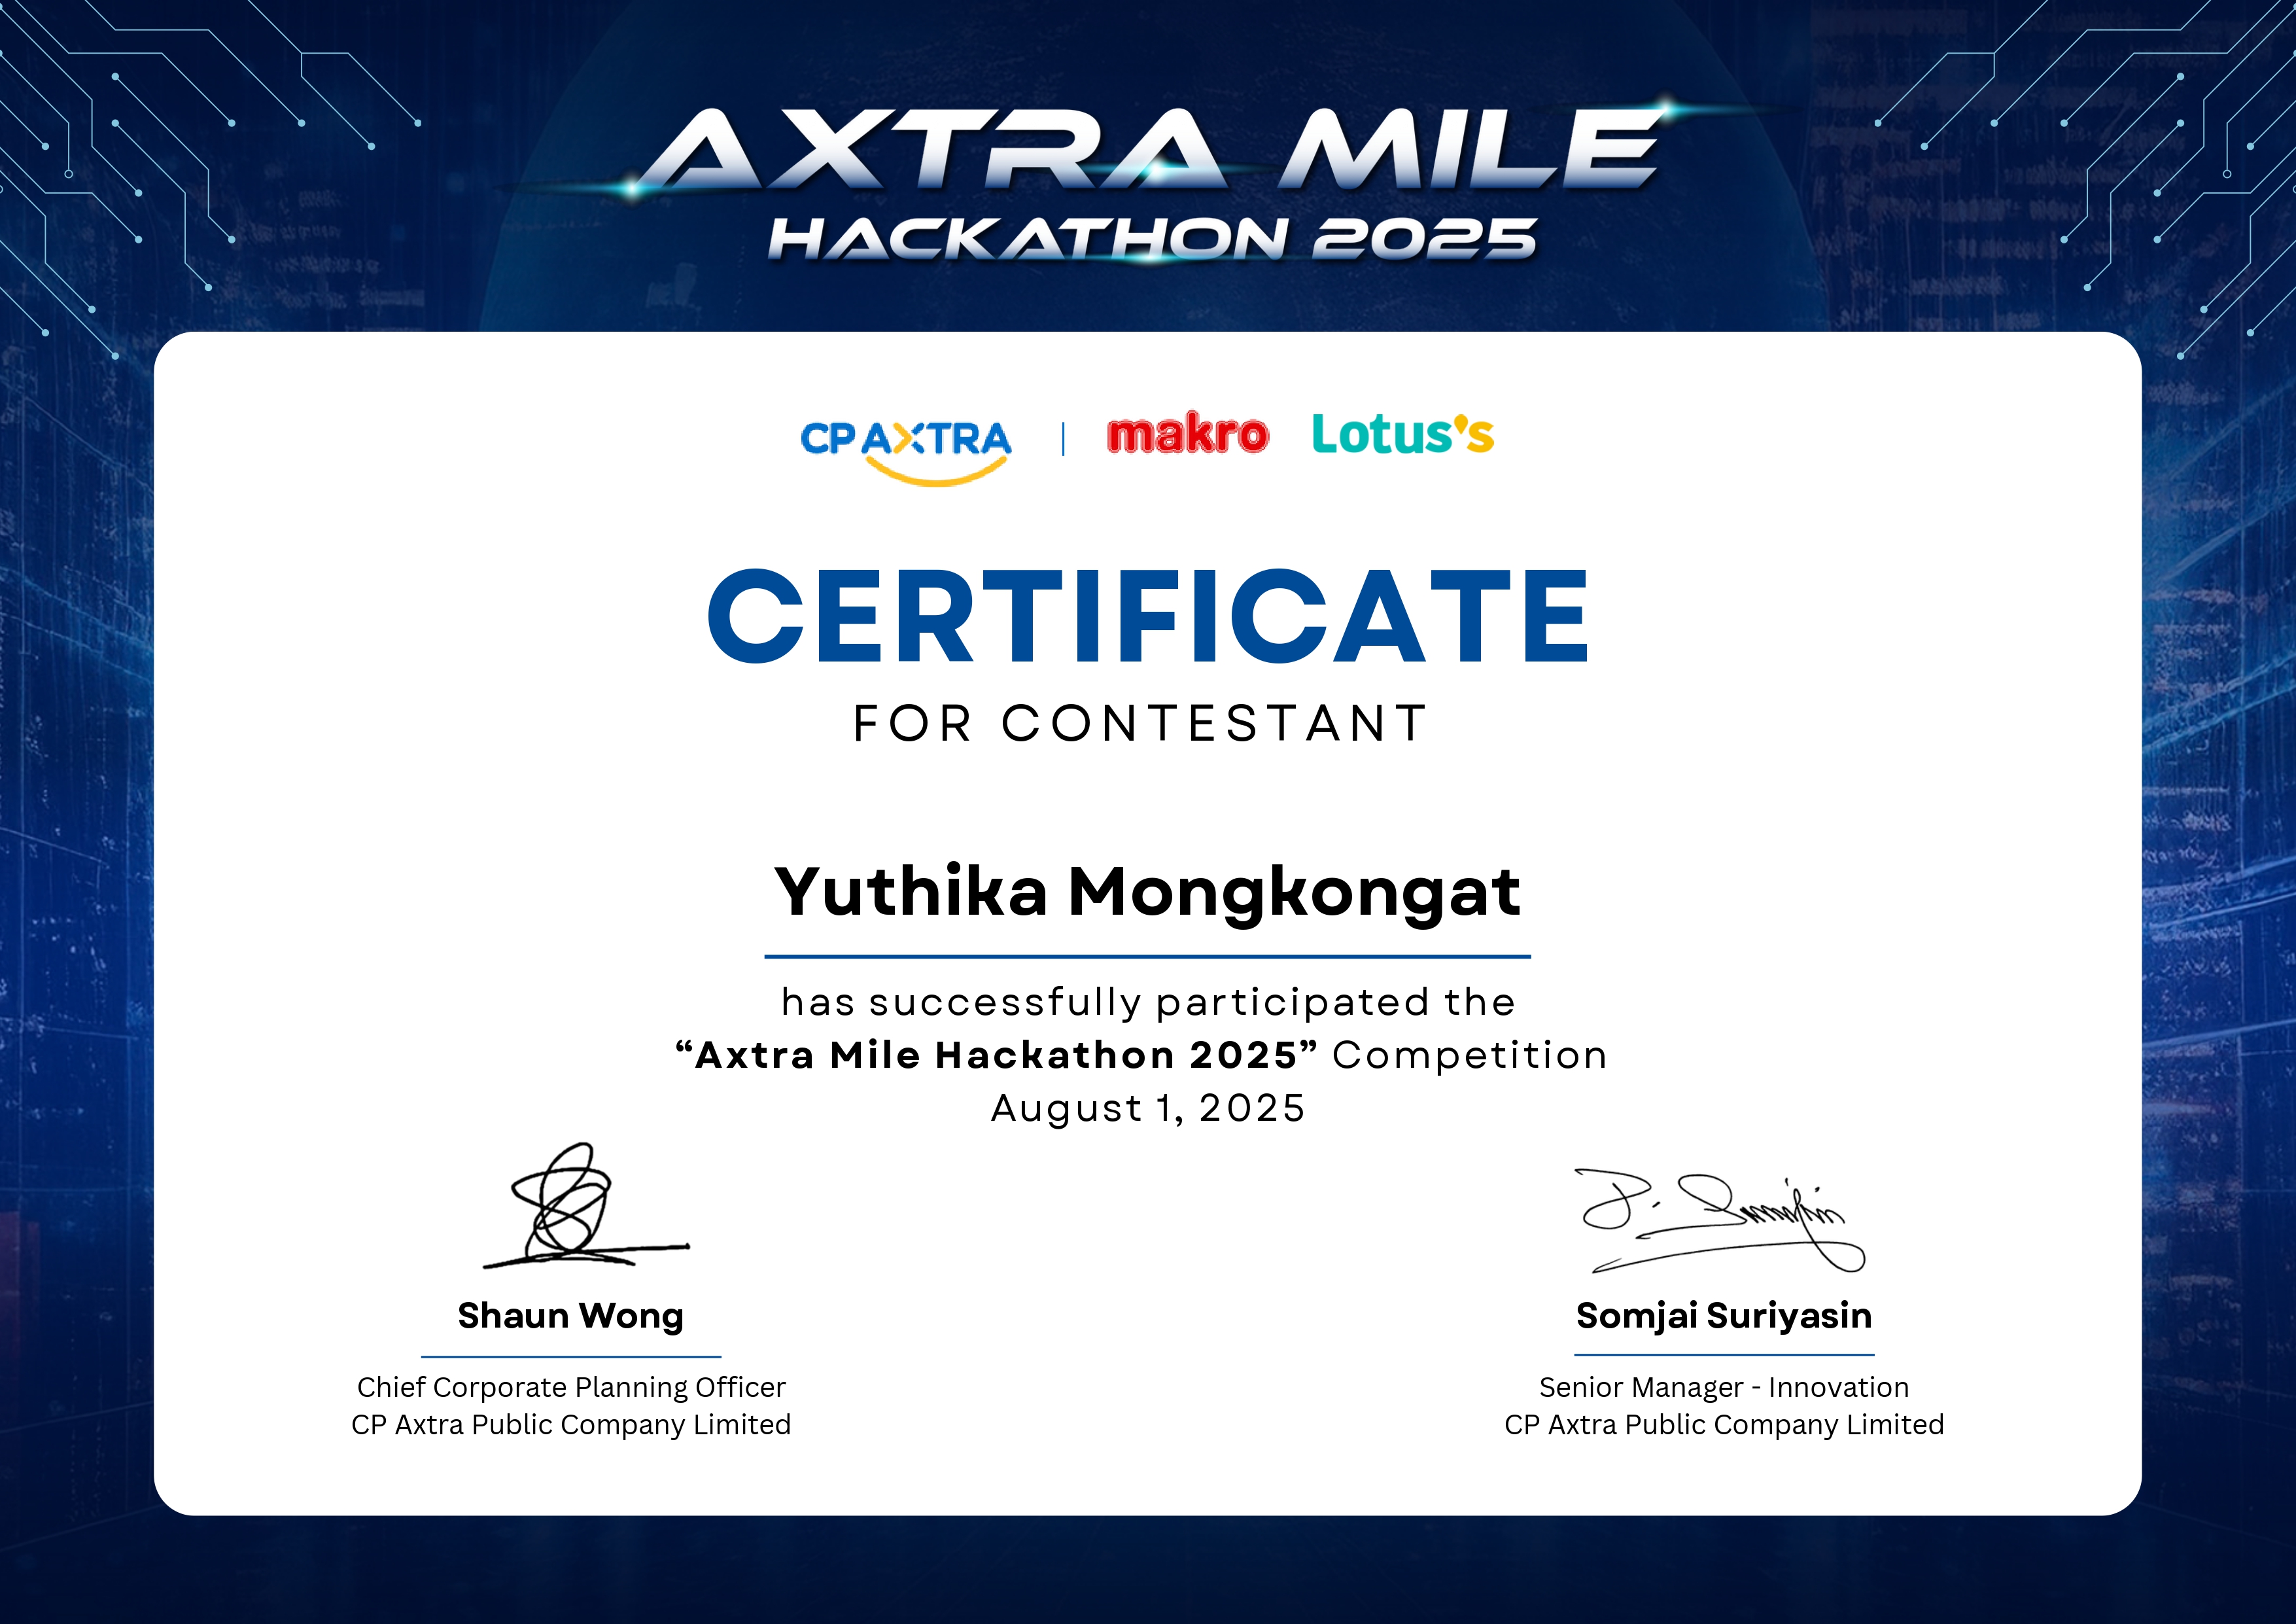 AXTRA MILE
HACKATHON 2025
CP AXTRA | makro Lotus's
CERTIFICATE
FOR CONTESTANT
Yuthika Mongkongat
has successfully participated the
“Axtra Mile Hackathon 2025” Competition
August 1, 2025
Shaun Wong
Chief Corporate Planning Officer
CP Axtra Public Company Limited
Somjai Suriyasin
Senior Manager - Innovation
CP Axtra Public Company Limited